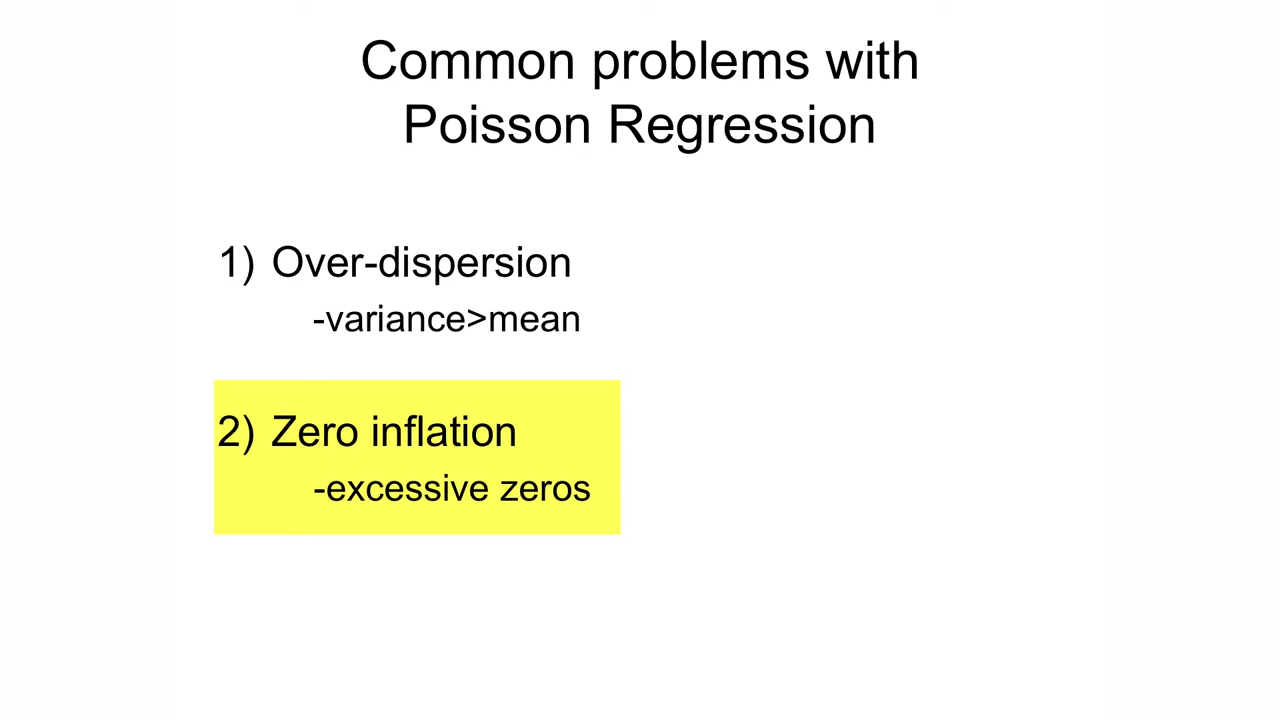 Common problems with
Poisson Regression
1) Over-dispersion
-variance>mean
2) Zero inflation
-excessive zeros